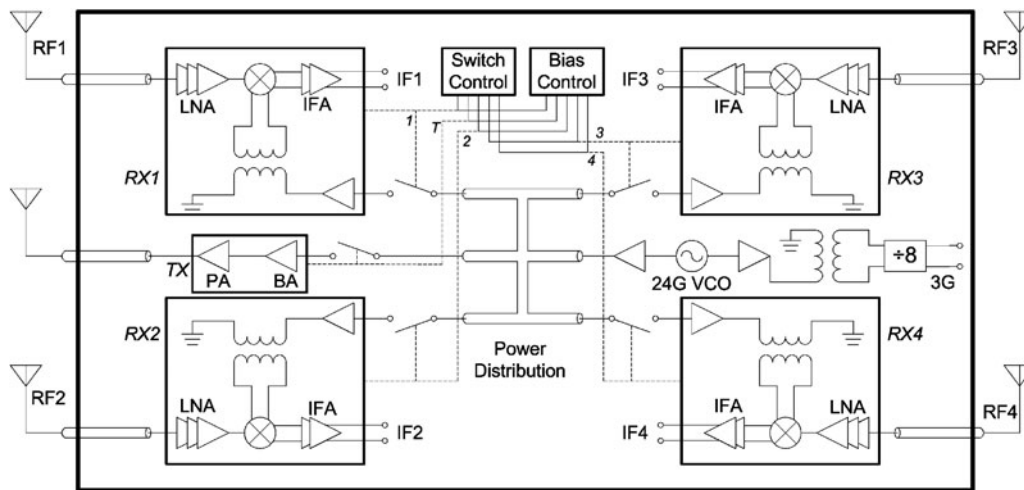 RF1
LNA
IFA
IF1
RX1
Switch
Control
Bias
Control
1
T
2
3
4
RF3
IF3
IFA
LNA
RX3
TX
PA
BA
24G VCO
÷8
3G
RX2
RF2
LNA
IFA
IF2
Power
Distribution
RX4
RF4
IF4
IFA
LNA